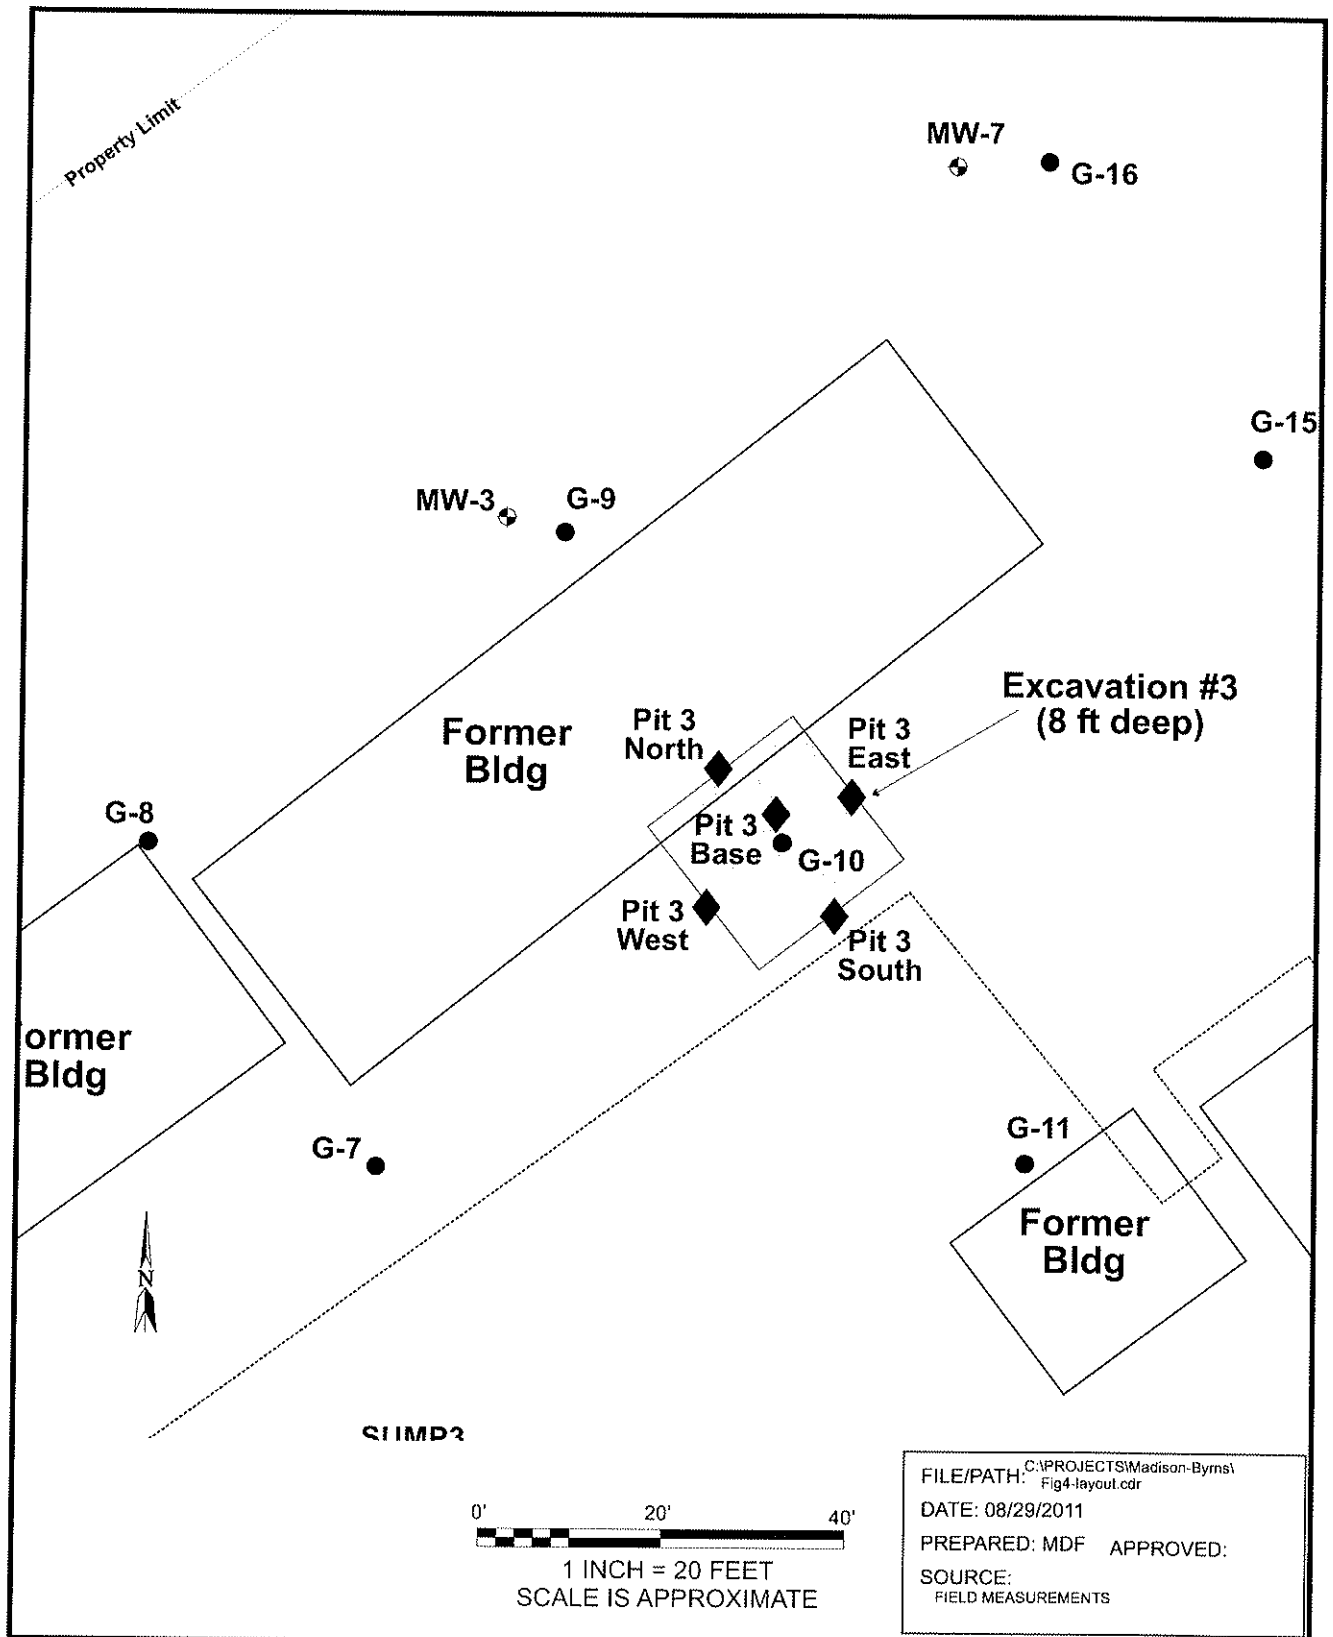 Property Limit
MW-7
G-16
G-15
MW-3
G-9
Excavation #3
(8 ft deep)
Former
Bldg
Pit 3
North
Pit 3
East
G-8
Pit 3
Base
G-10
Pit 3
West
Pit 3
South
ormer
Bldg
G-7
G-11
Former
Bldg
N
SUMP3
0' 20' 40'
1 INCH = 20 FEET
SCALE IS APPROXIMATE
FILE/PATH: C:\PROJECTS\Madison-Byrns\
Fig4-layout.cdr
DATE: 08/29/2011
PREPARED: MDF APPROVED:
SOURCE:
FIELD MEASUREMENTS